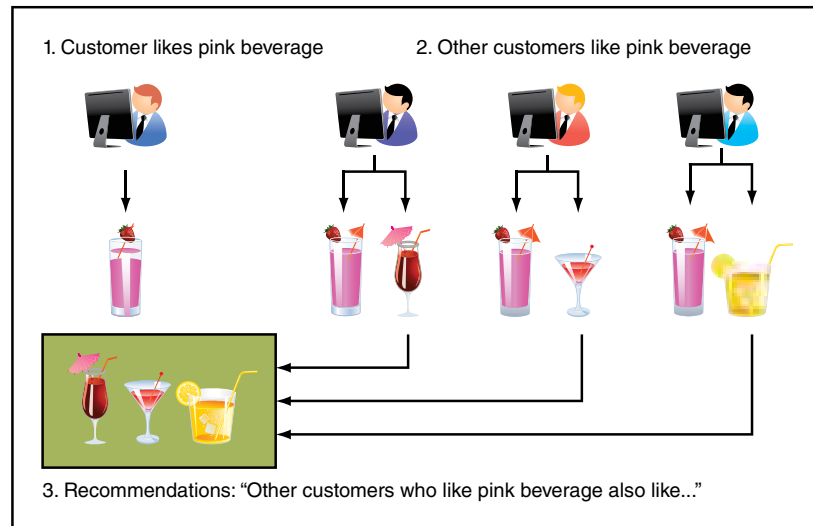 1. Customer likes pink beverage
2. Other customers like pink beverage
3. Recommendations: “Other customers who like pink beverage also like...”